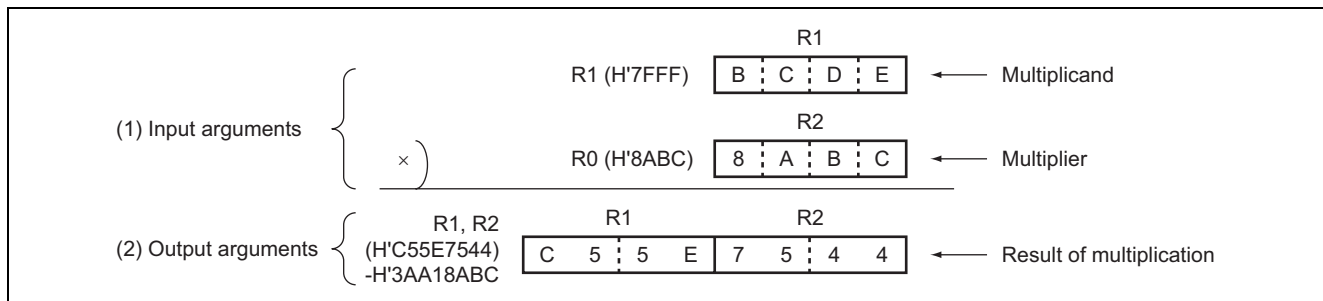 R1
R1 (H'7FFF) B C D E Multiplicand
(1) Input arguments
R2
× R0 (H'8ABC) 8 A B C Multiplier
R1 R2
(2) Output arguments
R1, R2
(H'C55E7544)
-H'3AA18ABC
C 5 5 E 7 5 4 4 Result of multiplication